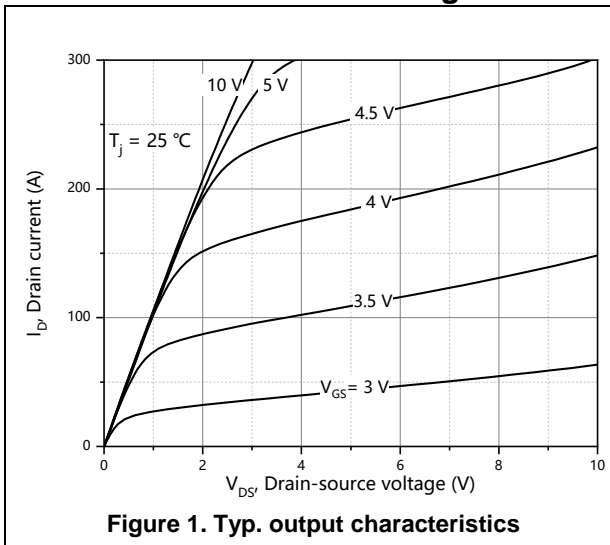 300
200
100
0
0
2
4
6
8
10
I_D, Drain current (A)
V_DS, Drain-source voltage (V)
T_j = 25 ℃
10 V
5 V
4.5 V
4 V
3.5 V
V_GS= 3 V
Figure 1. Typ. output characteristics